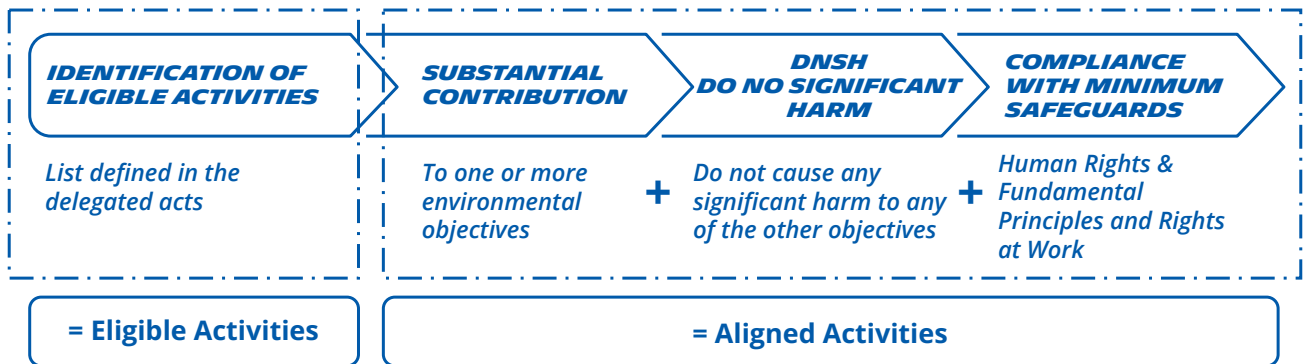 IDENTIFICATION OF
ELIGIBLE ACTIVITIES
SUBSTANTIAL
CONTRIBUTION
DNSH
DO NO SIGNIFICANT
HARM
COMPLIANCE
WITH MINIMUM
SAFEGUARDS
List defined in the
delegated acts
To one or more
environmental
objectives
+
Do not cause any
significant harm to any
of the other objectives
+
Human Rights &
Fundamental
Principles and Rights
at Work
= Eligible Activities
= Aligned Activities